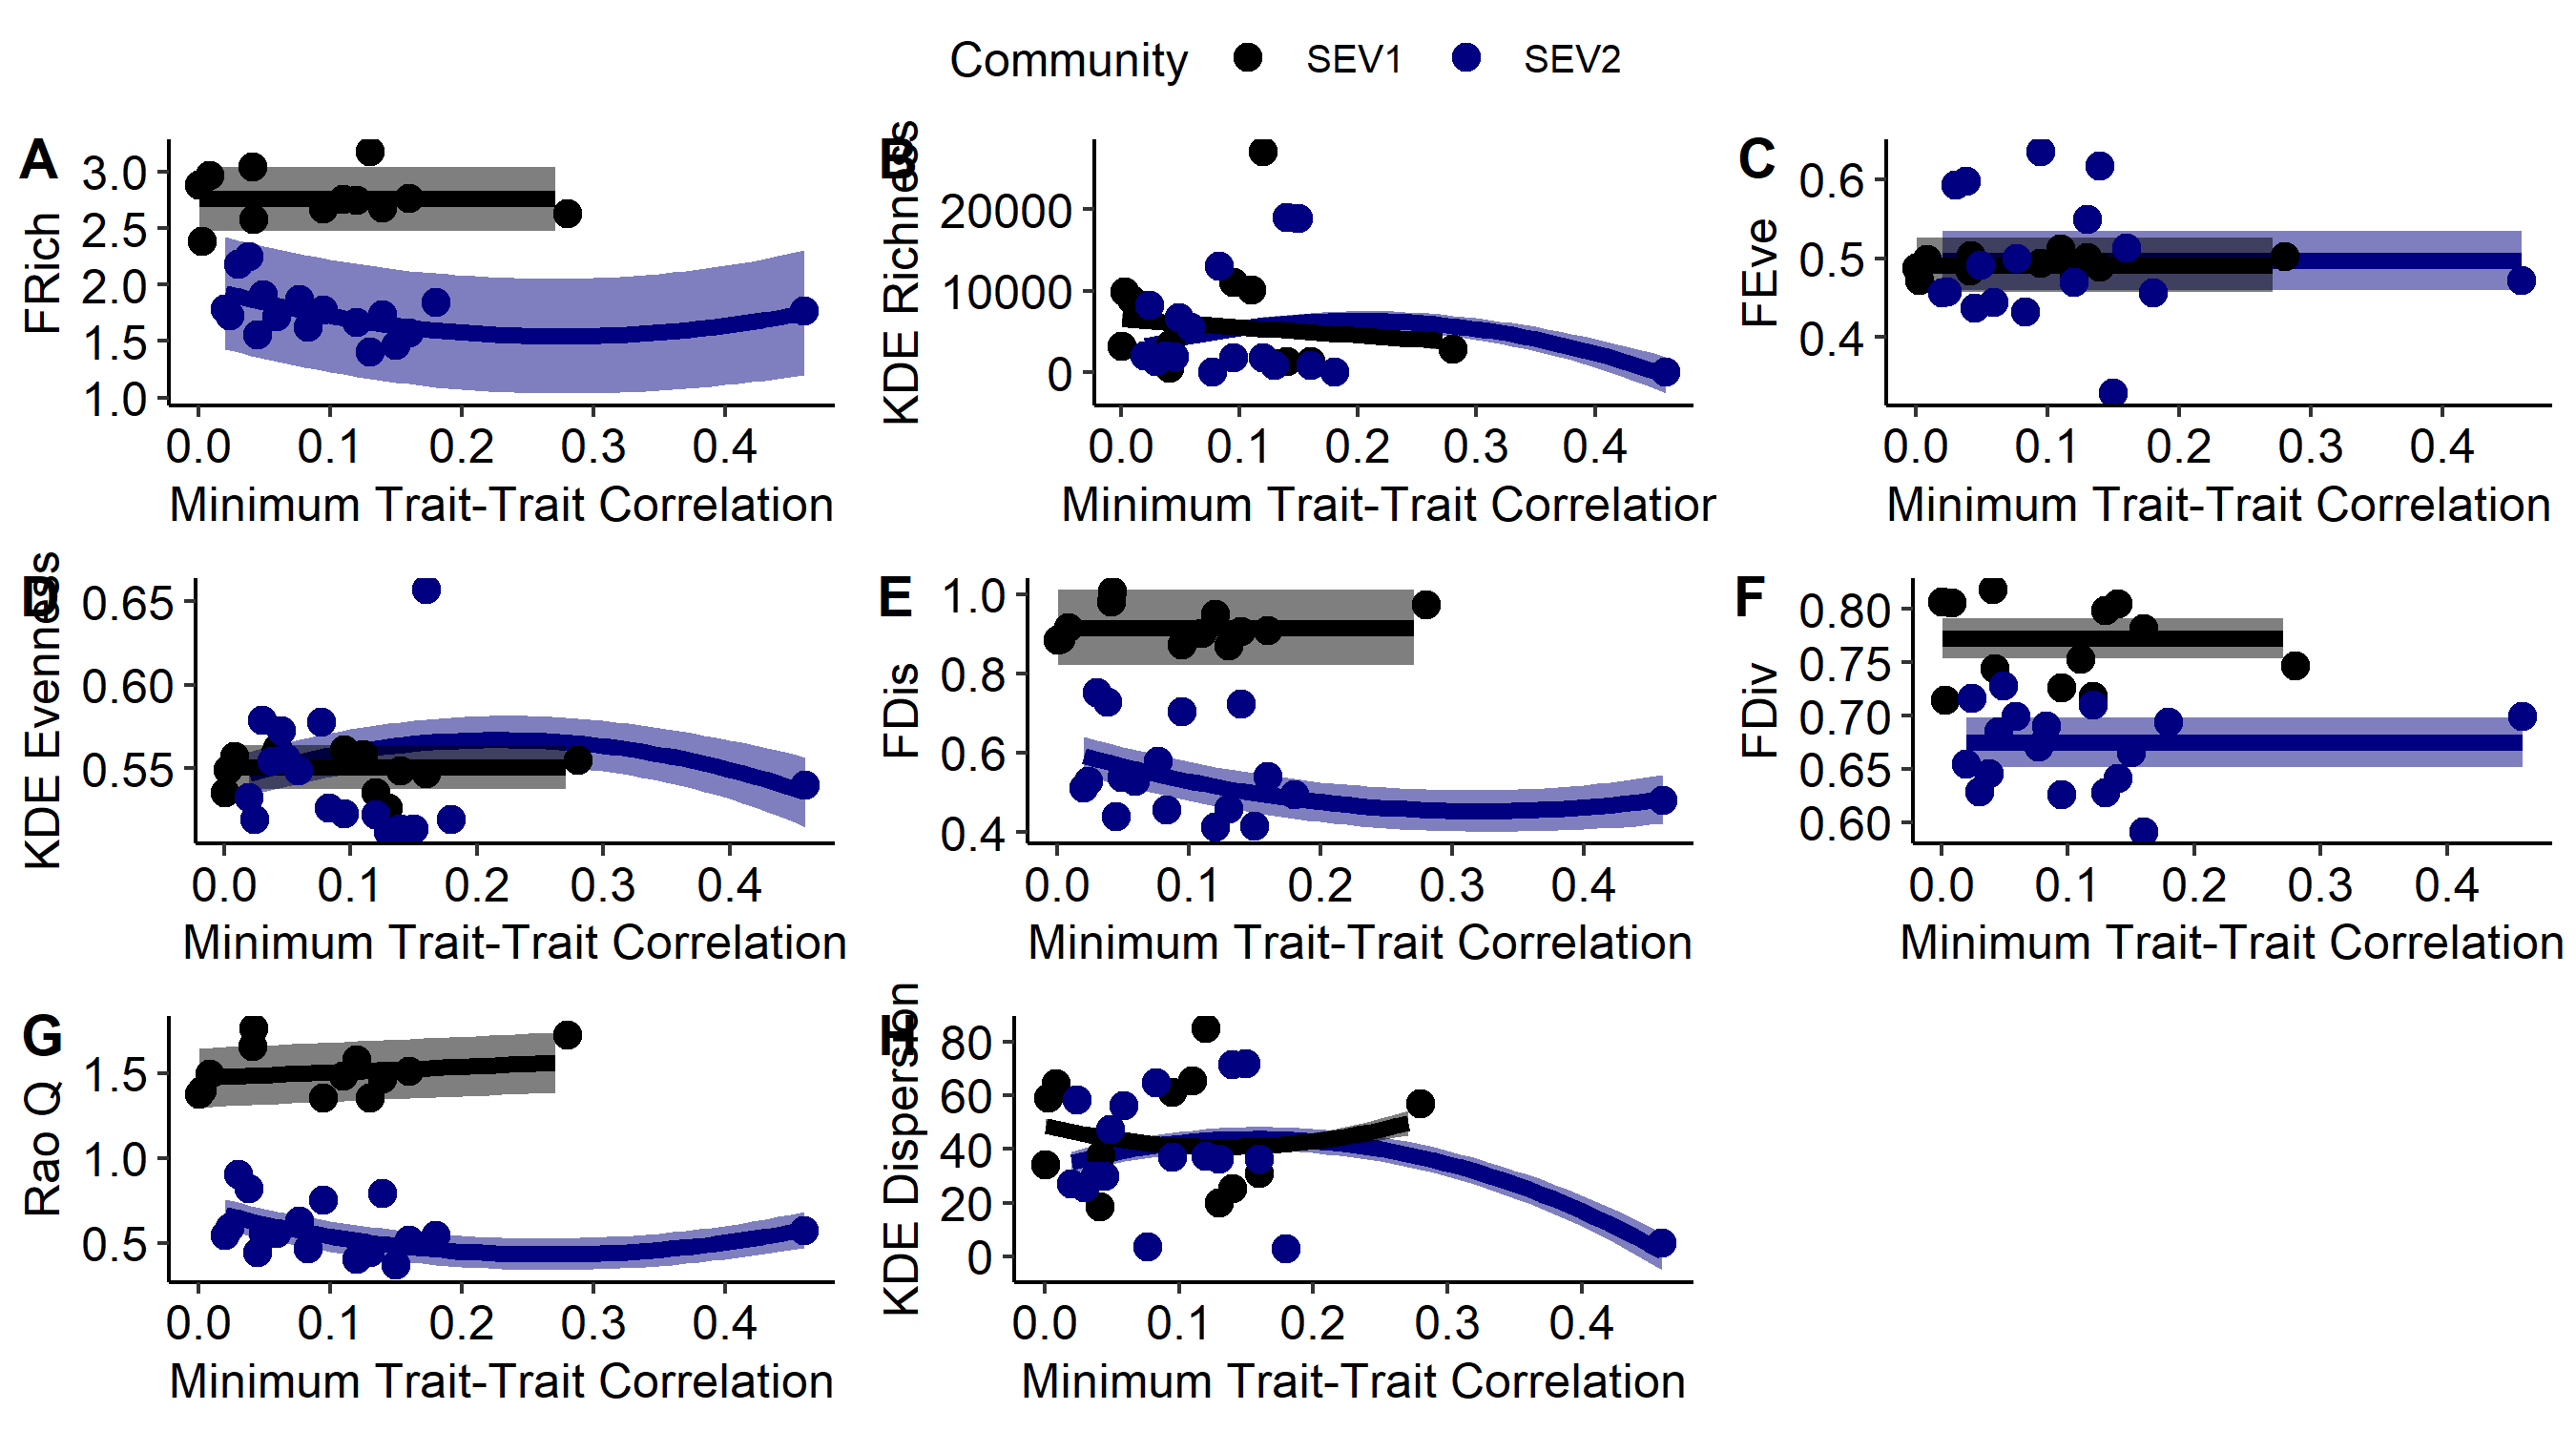 Community SEV1 SEV2
A
FRich
3.0
2.5
2.0
1.5
1.0
0.0 0.1 0.2 0.3 0.4
Minimum Trait-Trait Correlation
B
KDE Richness
20000
10000
0
0.0 0.1 0.2 0.3 0.4
Minimum Trait-Trait Correlation
C
FEve
0.6
0.5
0.4
0.0 0.1 0.2 0.3 0.4
Minimum Trait-Trait Correlation
D
KDE Evenness
0.65
0.60
0.55
0.0 0.1 0.2 0.3 0.4
Minimum Trait-Trait Correlation
E
FDis
1.0
0.8
0.6
0.4
0.0 0.1 0.2 0.3 0.4
Minimum Trait-Trait Correlation
F
FDiv
0.80
0.75
0.70
0.65
0.60
0.0 0.1 0.2 0.3 0.4
Minimum Trait-Trait Correlation
G
Rao Q
1.5
1.0
0.5
0.0 0.1 0.2 0.3 0.4
Minimum Trait-Trait Correlation
H
KDE Dispersion
80
60
40
20
0
0.0 0.1 0.2 0.3 0.4
Minimum Trait-Trait Correlation